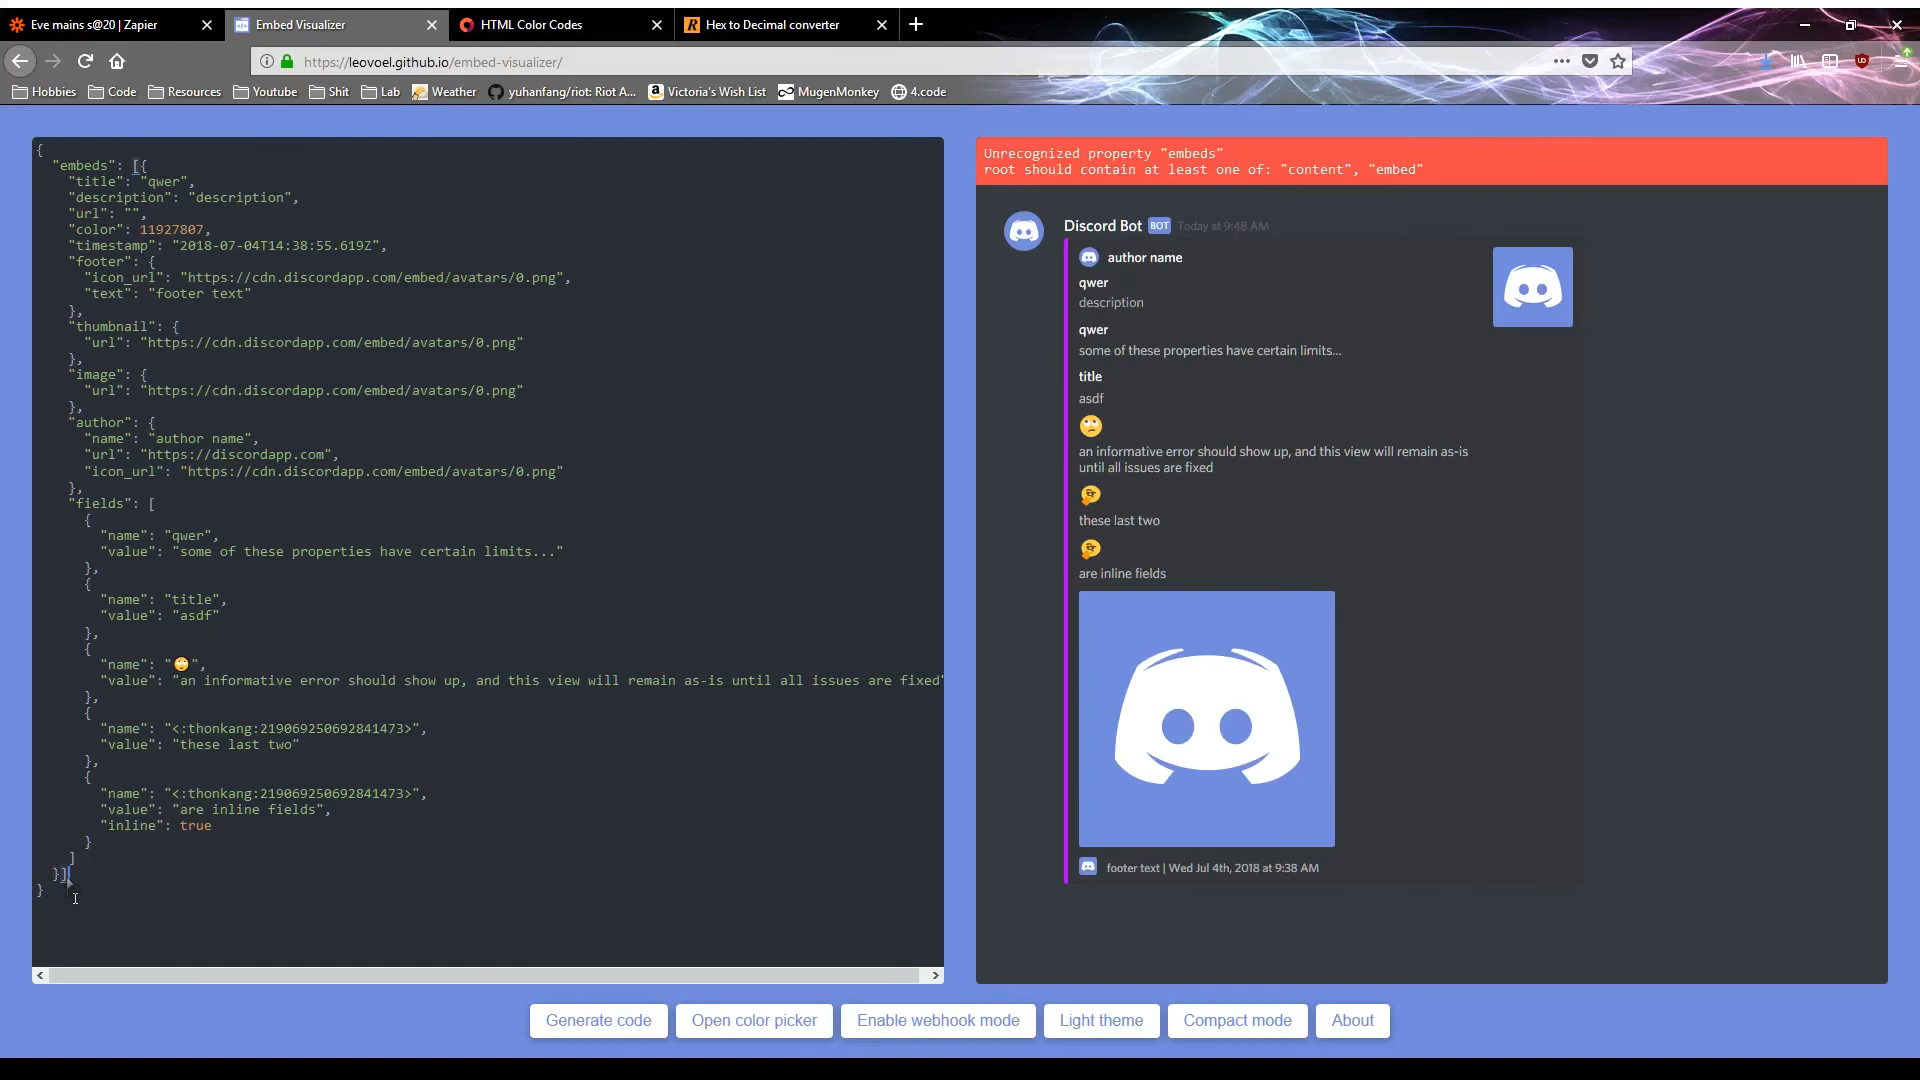 Eve mains s@20 | Zapier
Embed Visualizer
HTML Color Codes
Hex to Decimal converter
https://leovoel.github.io/embed-visualizer/
Hobbies
Code
Resources
Youtube
Shit
Lab
Weather
yuhanfang/riot: Riot A...
Victoria's Wish List
MugenMonkey
4.code
{
"embeds": [{
"title": "qwer",
"description": "description",
"url": "",
"color": 11927807,
"timestamp": "2018-07-04T14:38:55.619Z",
"footer": {
"icon_url": "https://cdn.discordapp.com/embed/avatars/0.png",
"text": "footer text"
},
"thumbnail": {
"url": "https://cdn.discordapp.com/embed/avatars/0.png"
},
"image": {
"url": "https://cdn.discordapp.com/embed/avatars/0.png"
},
"author": {
"name": "author name",
"url": "https://discordapp.com",
"icon_url": "https://cdn.discordapp.com/embed/avatars/0.png"
},
"fields": [
{
"name": "qwer",
"value": "some of these properties have certain limits..."
},
{
"name": "title",
"value": "asdf"
},
{
"name": "🙄",
"value": "an informative error should show up, and this view will remain as-is until all issues are fixed"
},
{
"name": "<:thonkang:219069250692841473>",
"value": "these last two"
},
{
"name": "<:thonkang:219069250692841473>",
"value": "are inline fields",
"inline": true
}
]
}]
}
Unrecognized property "embeds"
root should contain at least one of: "content", "embed"
Discord Bot BOT Today at 9:48 AM
author name
qwer
description
qwer
some of these properties have certain limits...
title
asdf
🙄
an informative error should show up, and this view will remain as-is
until all issues are fixed
these last two
are inline fields
footer text | Wed Jul 4th, 2018 at 9:38 AM
Generate code
Open color picker
Enable webhook mode
Light theme
Compact mode
About